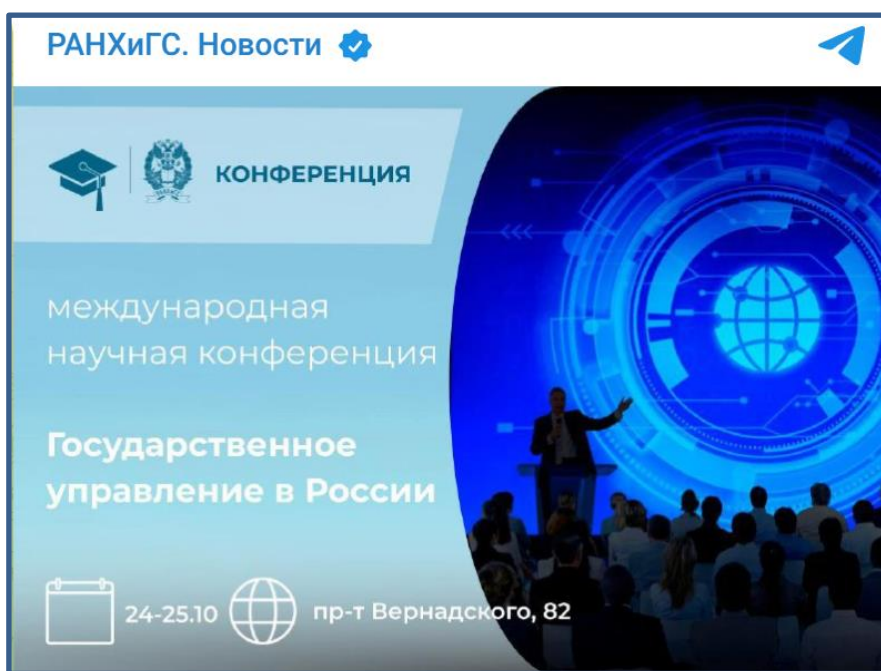 РАНХиГС. Новости
КОНФЕРЕНЦИЯ
международная
научная конференция
Государственное
управление в России
24-25.10
пр-т Вернадского, 82